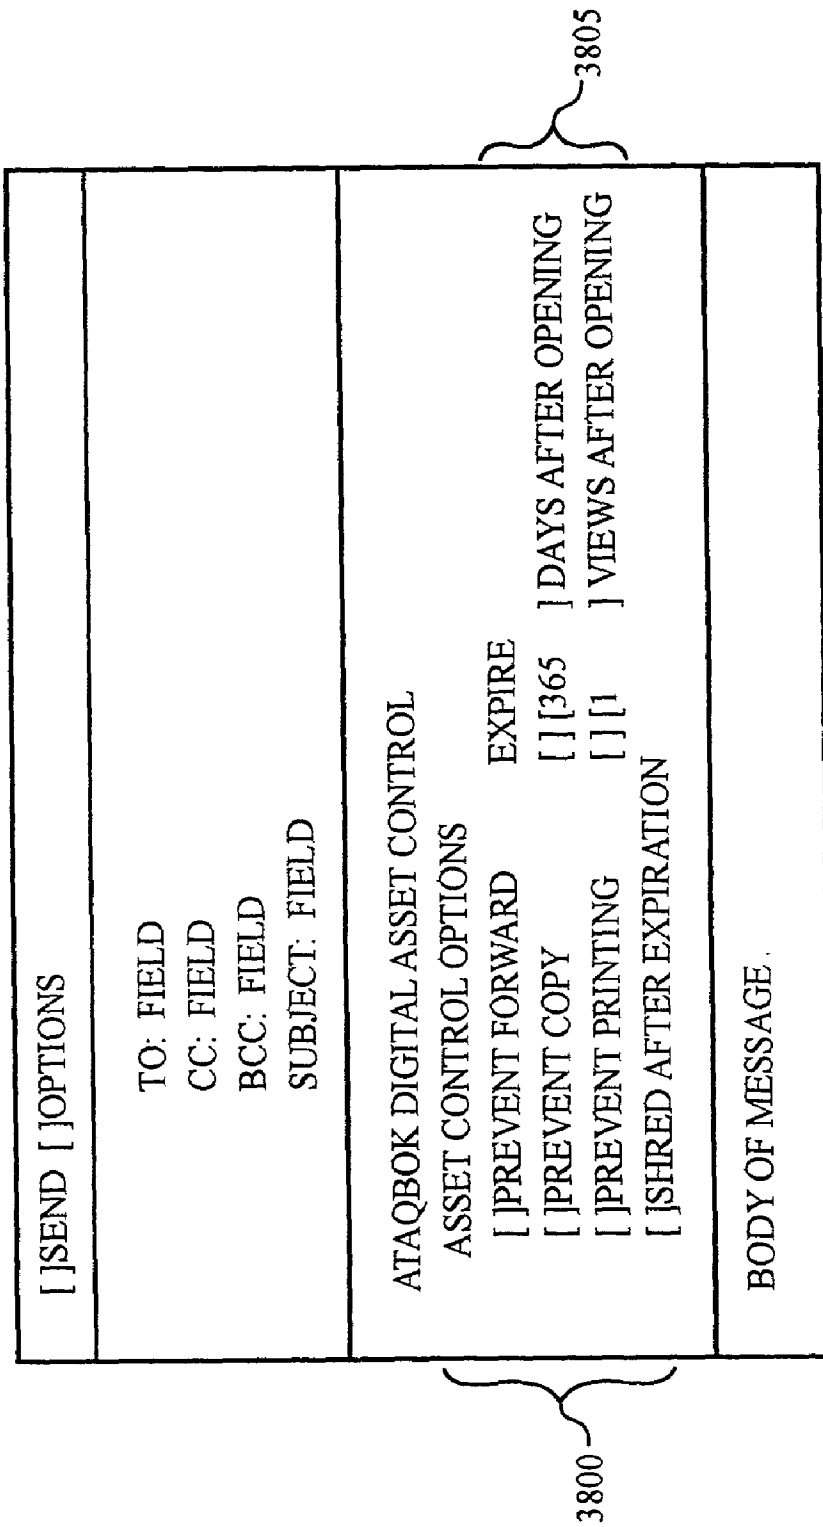 [ ]SEND [ ]OPTIONS
TO: FIELD
CC: FIELD
BCC: FIELD
SUBJECT: FIELD
ATAQBOK DIGITAL ASSET CONTROL
ASSET CONTROL OPTIONS
[ ]PREVENT FORWARD EXPIRE
[ ]PREVENT COPY [ ] [365 ] DAYS AFTER OPENING
[ ]PREVENT PRINTING [ ] [1 ] VIEWS AFTER OPENING
[ ]SHRED AFTER EXPIRATION
BODY OF MESSAGE.
3800
3805